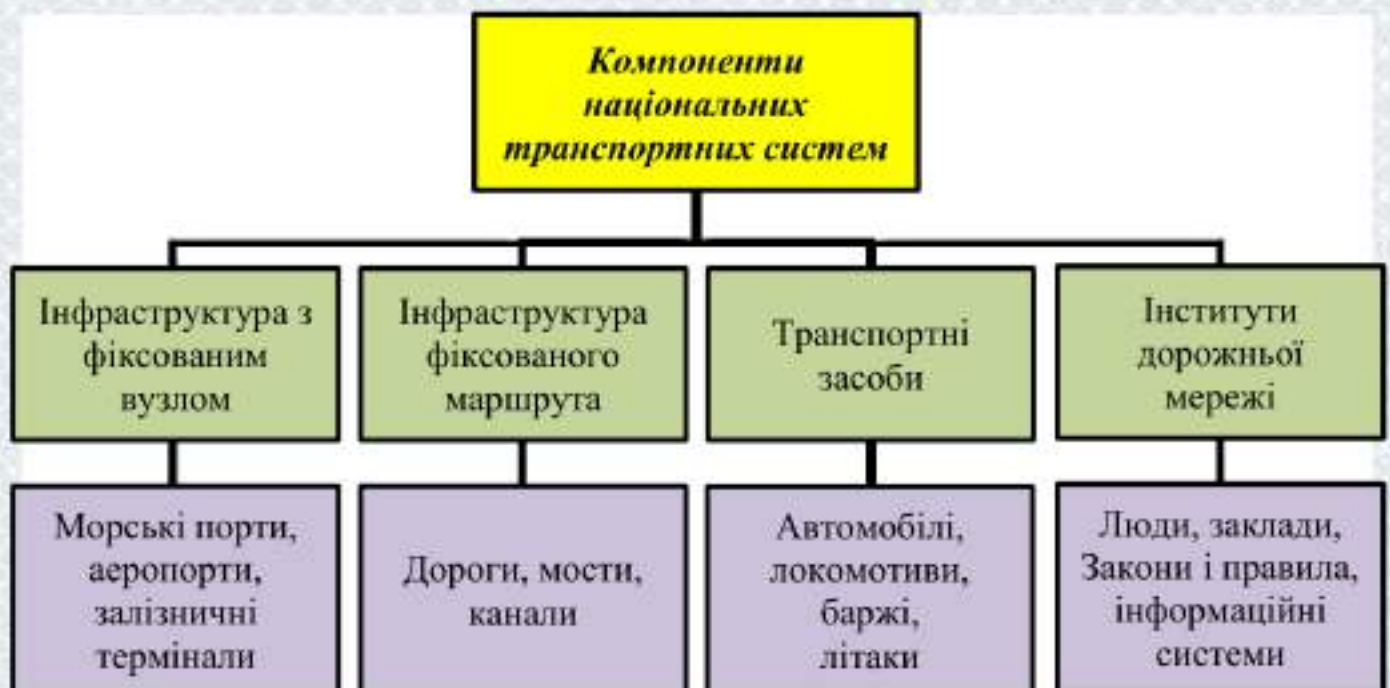 Компоненти
національних
транспортних систем
Інфраструктура з
фіксованим
вузлом
Інфраструктура
фіксованого
маршрута
Транспортні
засоби
Інститути
дорожньої
мережі
Морські порти,
аеропорти,
залізничні
термінали
Дороги, мости,
канали
Автомобілі,
локомотиви,
баржі,
літаки
Люди, заклади,
Закони і правила,
інформаційні
системи